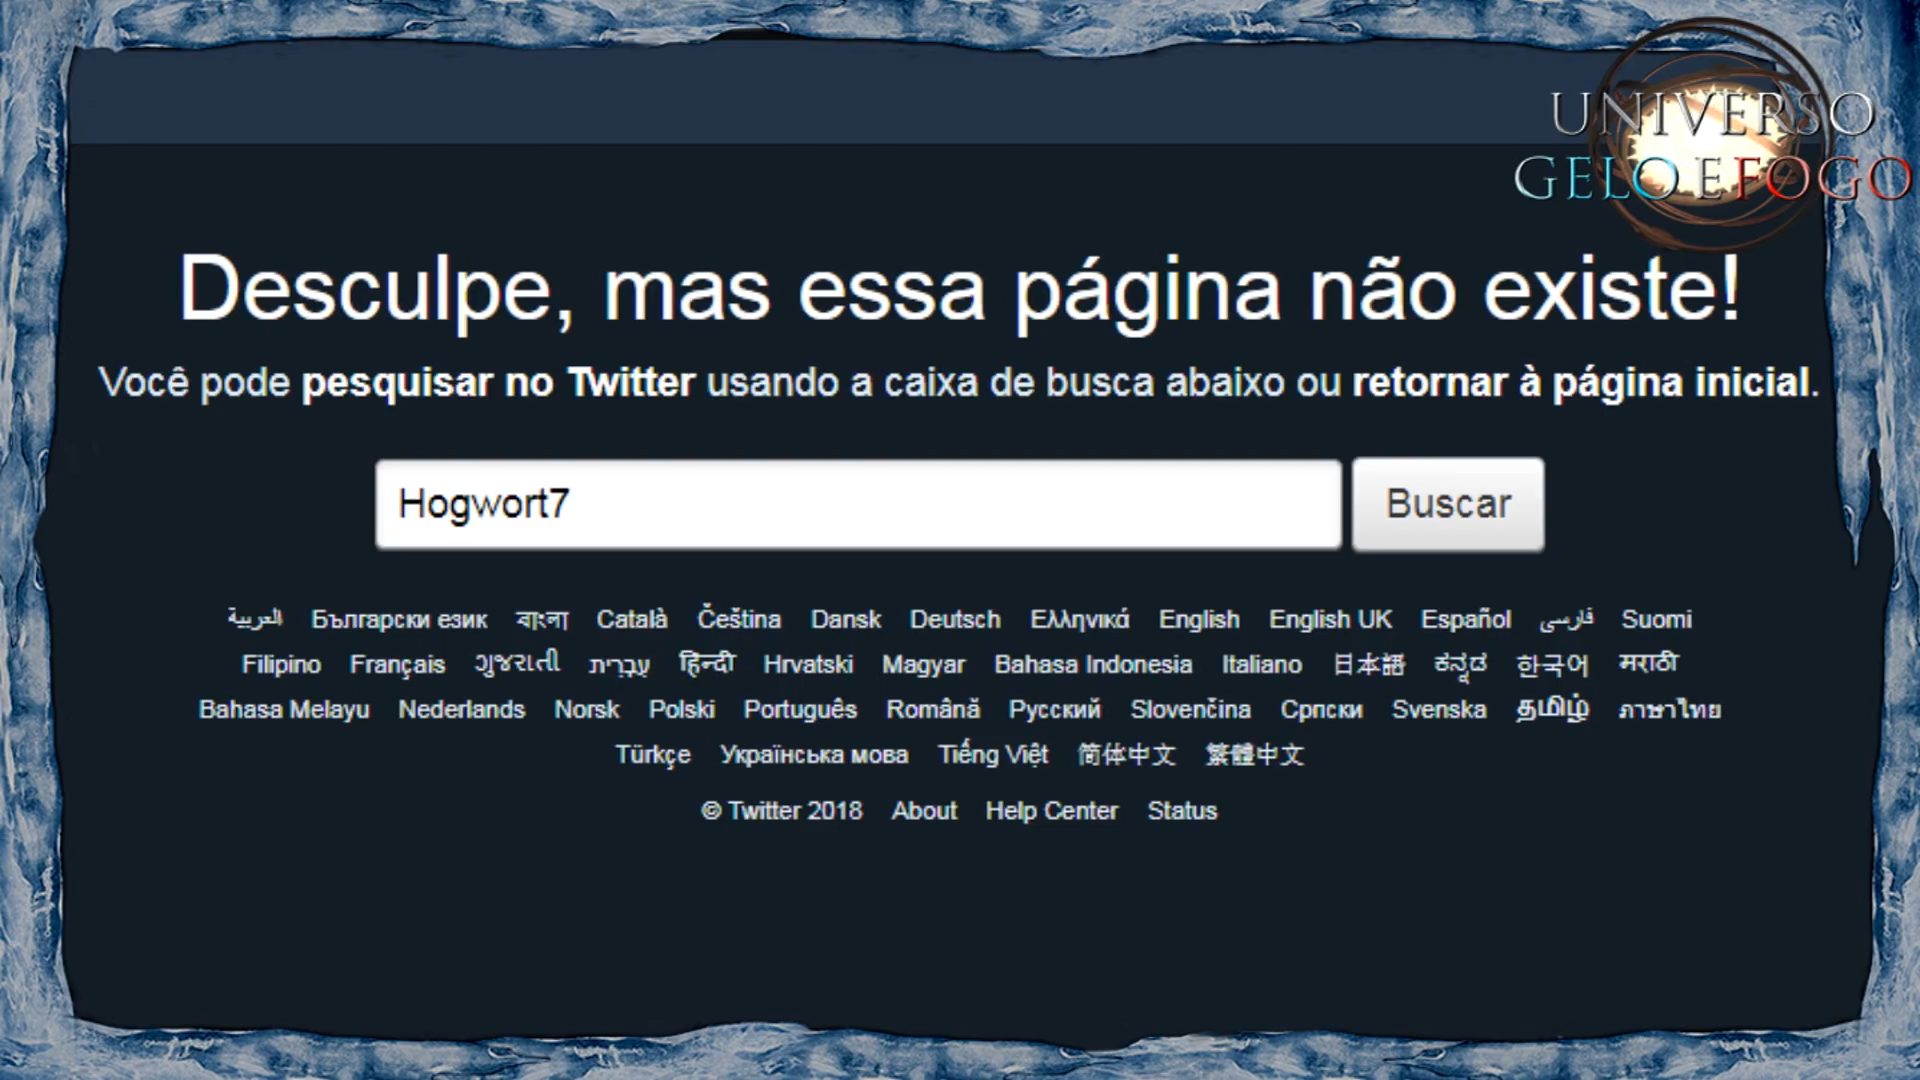 UNIVERSO
GELO E FOGO
Desculpe, mas essa página não existe!
Você pode pesquisar no Twitter usando a caixa de busca abaixo ou retornar à página inicial.
Hogwort7 Buscar
العربية Български език বাংলা Català Čeština Dansk Deutsch Ελληνικά English English UK Español فارسی Suomi
Filipino Français ગુજરાતી עִבְרִית हिन्दी Hrvatski Magyar Bahasa Indonesia Italiano 日本語 ಕನ್ನಡ 한국어 मराठी
Bahasa Melayu Nederlands Norsk Polski Português Română Русский Slovenčina Српски Svenska தமிழ் ภาษาไทย
Türkçe Українська мова Tiếng Việt 简体中文 繁體中文
© Twitter 2018 About Help Center Status